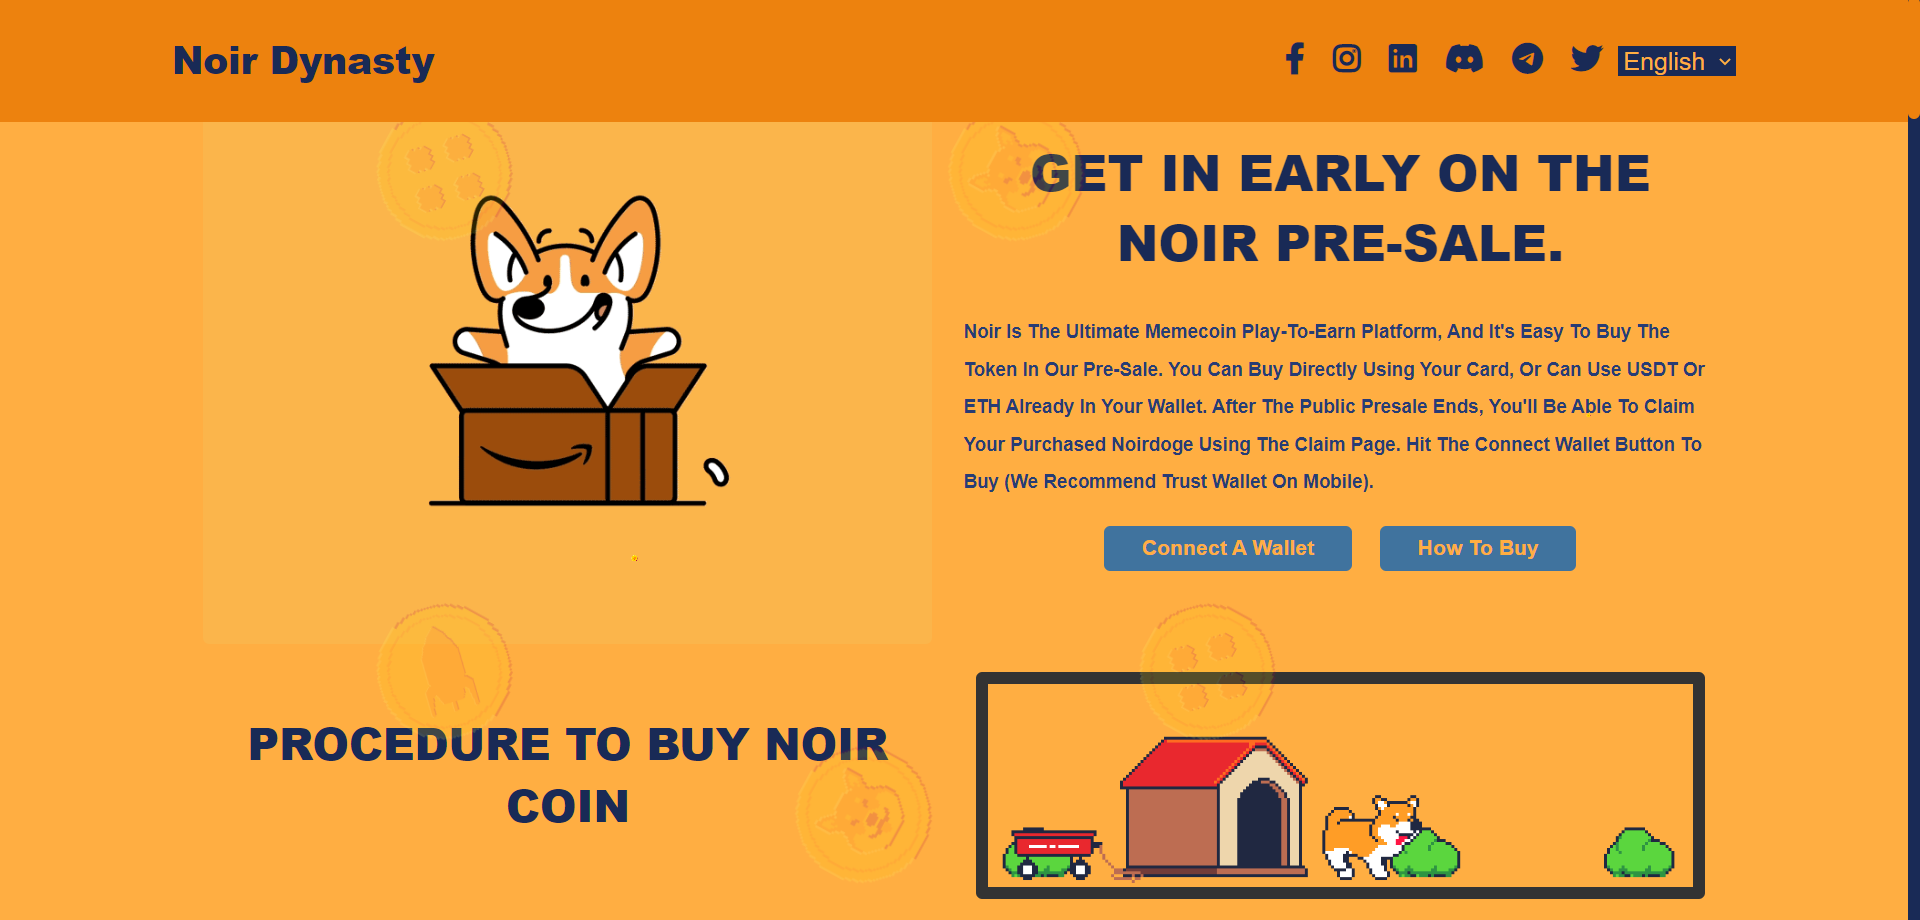 Noir Dynasty
English
GET IN EARLY ON THE
NOIR PRE-SALE.
Noir Is The Ultimate Memecoin Play-To-Earn Platform, And It's Easy To Buy The
Token In Our Pre-Sale. You Can Buy Directly Using Your Card, Or Can Use USDT Or
ETH Already In Your Wallet. After The Public Presale Ends, You'll Be Able To Claim
Your Purchased Noirdoge Using The Claim Page. Hit The Connect Wallet Button To
Buy (We Recommend Trust Wallet On Mobile).
Connect A Wallet
How To Buy
PROCEDURE TO BUY NOIR
COIN